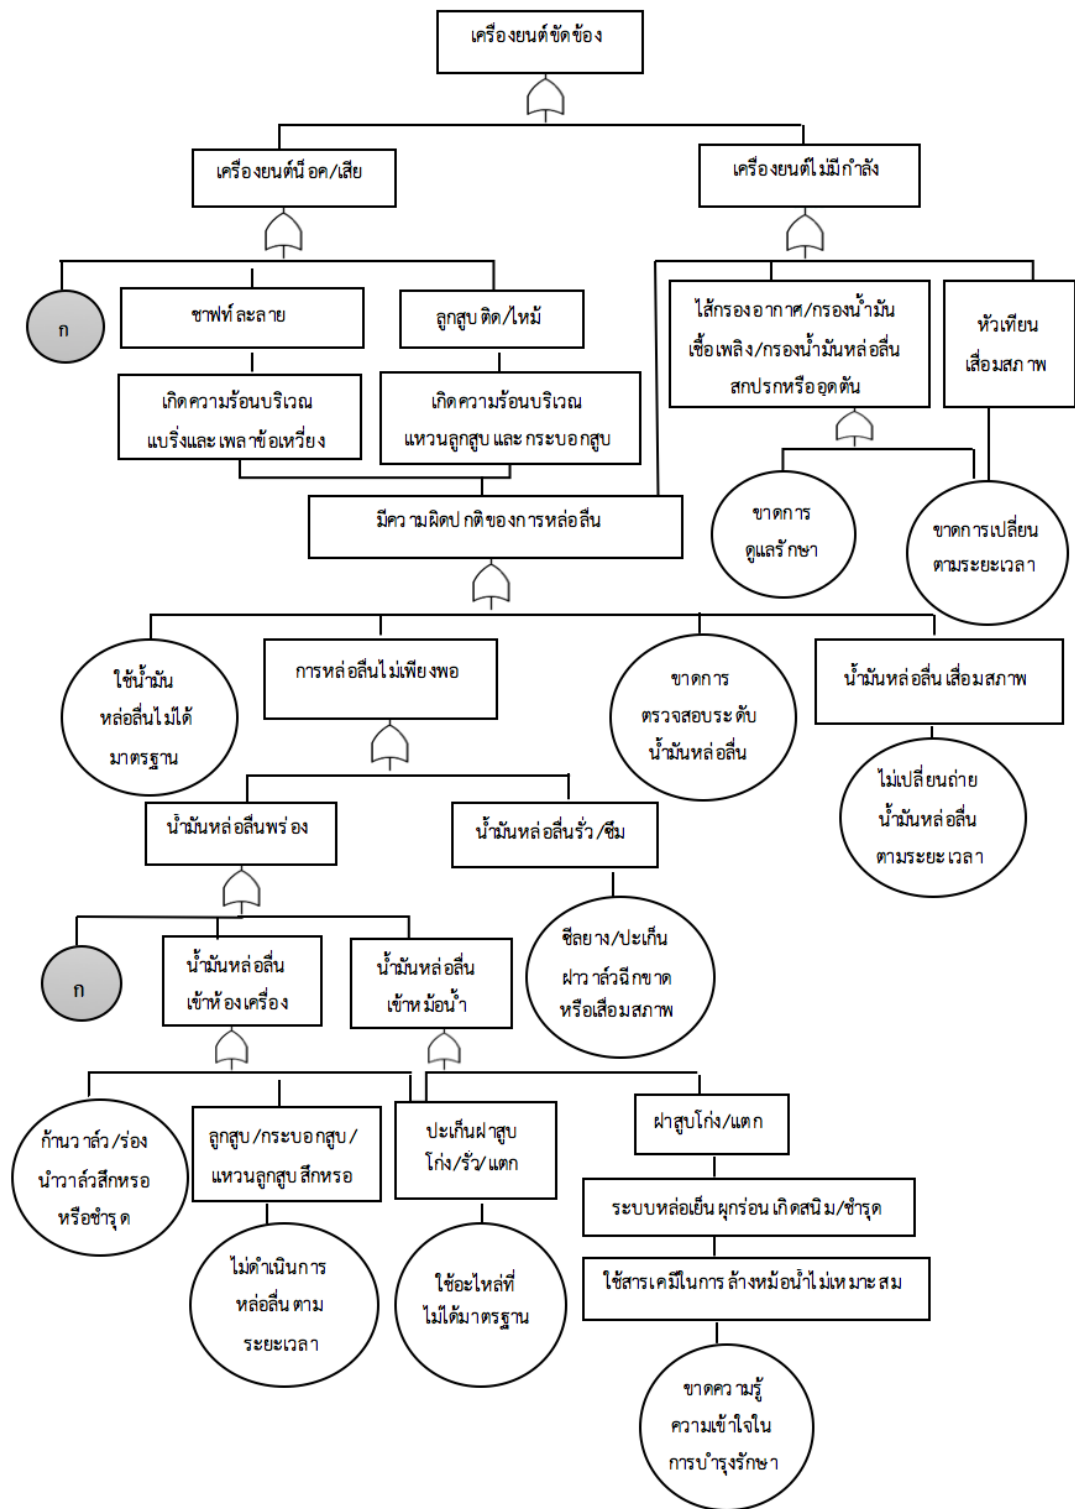 เครื่องยนต์ขัดข้อง
เครื่องยนต์น็อค/เสีย
เครื่องยนต์ไม่มีกำลัง
ก
ชาฟท์ละลาย
ลูกสูบติด/ไหม้
ไส้กรองอากาศ/กรองน้ำมัน
เชื้อเพลิง/กรองน้ำมันหล่อลื่น
สกปรกหรืออุดตัน
หัวเทียน
เสื่อมสภาพ
เกิดความร้อนบริเวณ
แบริ่งและเพลาข้อเหวี่ยง
เกิดความร้อนบริเวณ
แหวนลูกสูบและกระบอกสูบ
มีความผิดปกติของการหล่อลื่น
ขาดการ
ดูแลรักษา
ขาดการเปลี่ยน
ตามระยะเวลา
ใช้น้ำมัน
หล่อลื่นไม่ได้
มาตรฐาน
การหล่อลื่นไม่เพียงพอ
ขาดการ
ตรวจสอบระดับ
น้ำมันหล่อลื่น
น้ำมันหล่อลื่นเสื่อมสภาพ
ไม่เปลี่ยนถ่าย
น้ำมันหล่อลื่น
ตามระยะเวลา
น้ำมันหล่อลื่นพร่อง
น้ำมันหล่อลื่นรั่ว/ซึม
ก
น้ำมันหล่อลื่น
เข้าห้องเครื่อง
น้ำมันหล่อลื่น
เข้าหม้อน้ำ
ซีลยาง/ปะเก็น
ฝาวาล์วฉีกขาด
หรือเสื่อมสภาพ
ก้านวาล์ว/ร่อง
นำวาล์วสึกหรอ
หรือชำรุด
ลูกสูบ/กระบอกสูบ/
แหวนลูกสูบสึกหรอ
ปะเก็นฝาสูบ
โก่ง/รั่ว/แตก
ฝาสูบโก่ง/แตก
ระบบหล่อเย็นผุกร่อนเกิดสนิม/ชำรุด
ไม่ดำเนินการ
หล่อลื่นตาม
ระยะเวลา
ใช้อะไหล่ที่
ไม่ได้มาตรฐาน
ใช้สารเคมีในการล้างหม้อน้ำไม่เหมาะสม
ขาดความรู้
ความเข้าใจใน
การบำรุงรักษา